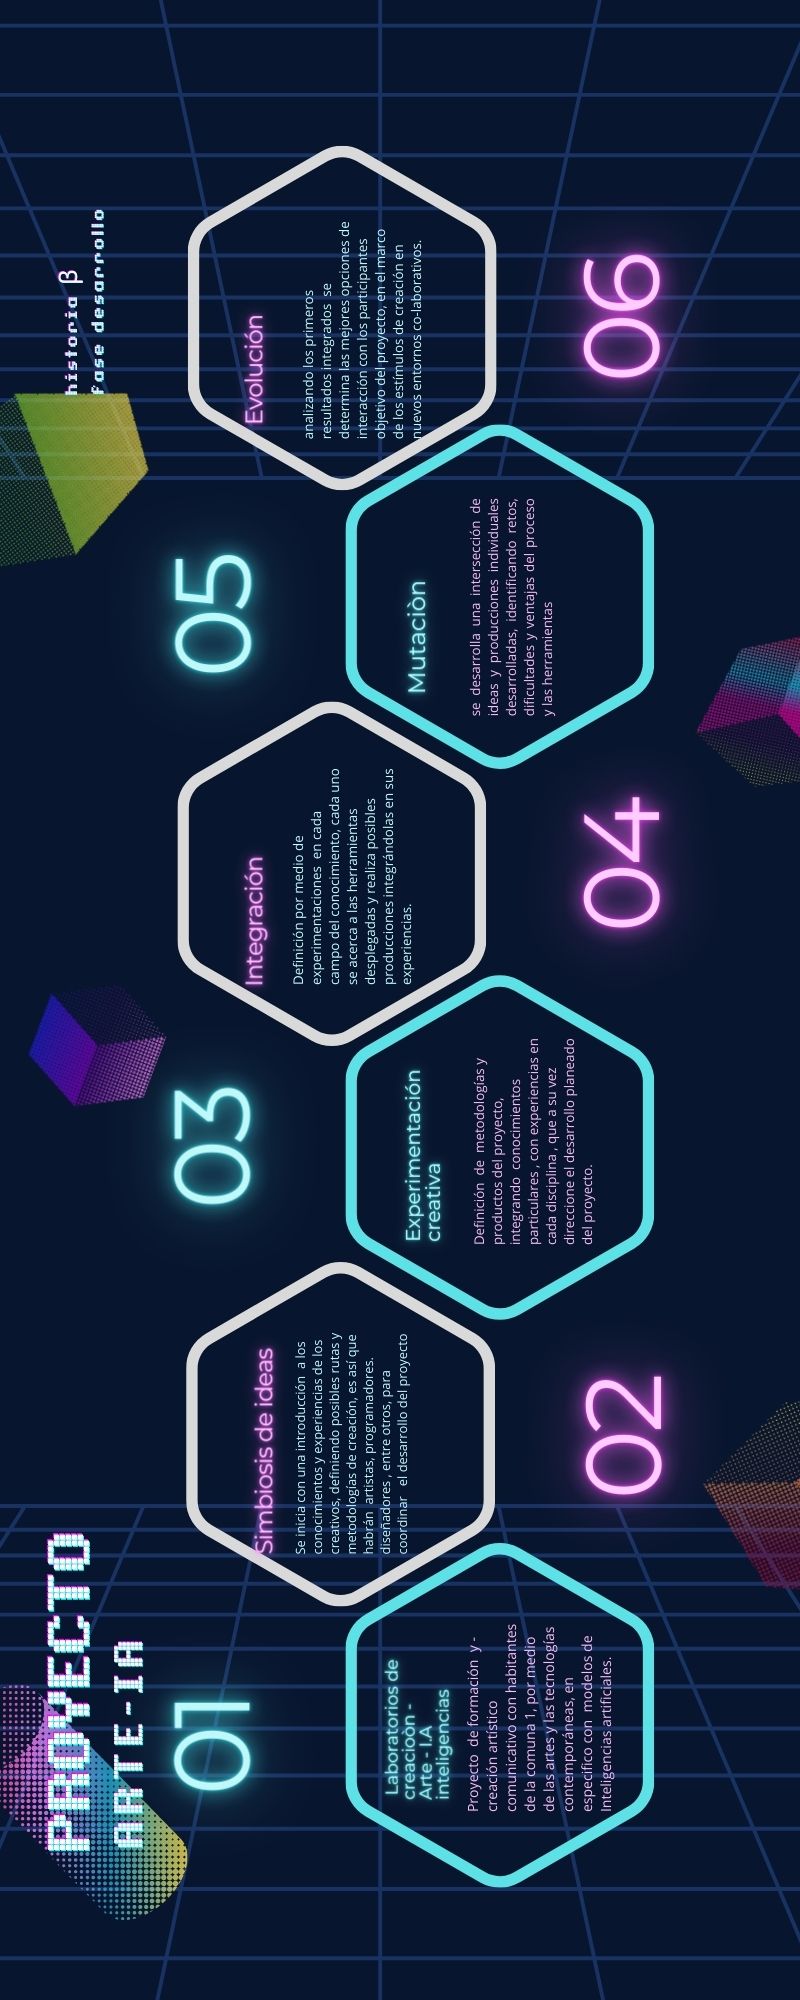 PROYECTO
ARTE-IA
historia β
fase desarrollo
01
Laboratorios de
creacioòn -
Arte - I.A
inteligencias
Proyecto de formación y -
creación artístico
comunicativo con habitantes
de la comuna 1, por medio
de las artes y las tecnologías
contemporáneas, en
especifico con modelos de
Inteligencias artificiales.
Simbiosis de ideas
Se inicia con una introducción a los
conocimientos y experiencias de los
creativos, definiendo posibles rutas y
metodologías de creación, es así que
habrán artistas, programadores.
diseñadores , entre otros, para
coordinar el desarrollo del proyecto
02
03
Experimentación
creativa
Definición de metodologías y
productos del proyecto,
integrando conocimientos
particulares , con experiencias en
cada disciplina , que a su vez
direccione el desarrollo planeado
del proyecto.
Integración
Definición por medio de
experimentaciones en cada
campo del conocimiento, cada uno
se acerca a las herramientas
desplegadas y realiza posibles
producciones integrándolas en sus
experiencias.
04
05
Mutaciòn
se desarrolla una intersección de
ideas y producciones individuales
desarrolladas, identificando retos,
dificultades y ventajas del proceso
y las herramientas
Evolución
analizando los primeros
resultados integrados se
determina las mejores opciones de
interacción con los participantes
objetivo del proyecto, en el marco
de los estímulos de creación en
nuevos entornos co-laborativos.
06